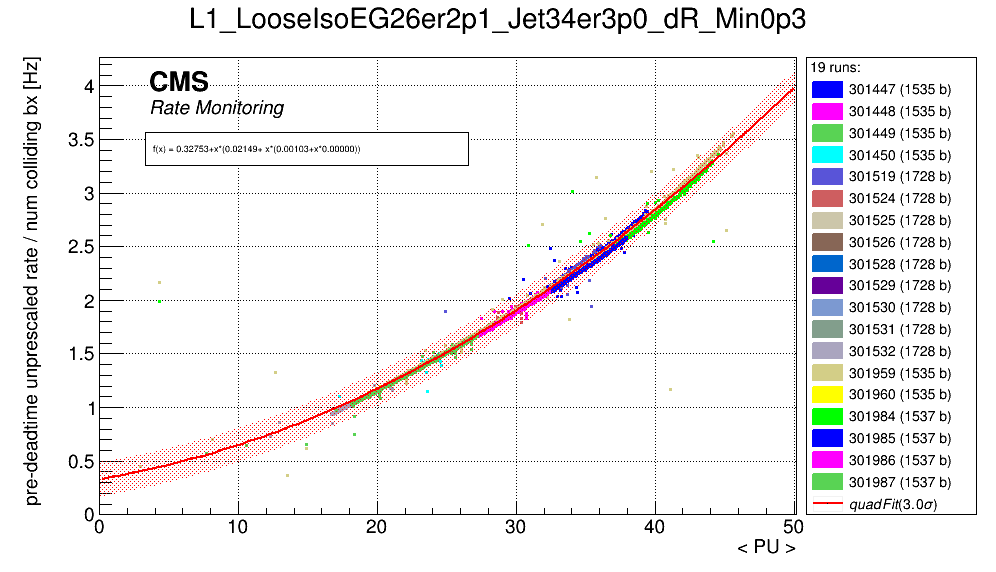 L1_LooseIsoEG26er2p1_Jet34er3p0_dR_Min0p3
pre-deadtime unprescaled rate / num colliding bx [Hz]
CMS
Rate Monitoring
f(x) = 0.32753+x*(0.02149+ x*(0.00103+x*0.00000))
4
3.5
3
2.5
2
1.5
1
0.5
0
0 10 20 30 40 50
< PU >
19 runs:
301447 (1535 b)
301448 (1535 b)
301449 (1535 b)
301450 (1535 b)
301519 (1728 b)
301524 (1728 b)
301525 (1728 b)
301526 (1728 b)
301528 (1728 b)
301529 (1728 b)
301530 (1728 b)
301531 (1728 b)
301532 (1728 b)
301959 (1535 b)
301960 (1535 b)
301984 (1537 b)
301985 (1537 b)
301986 (1537 b)
301987 (1537 b)
quadFit(3.0σ)